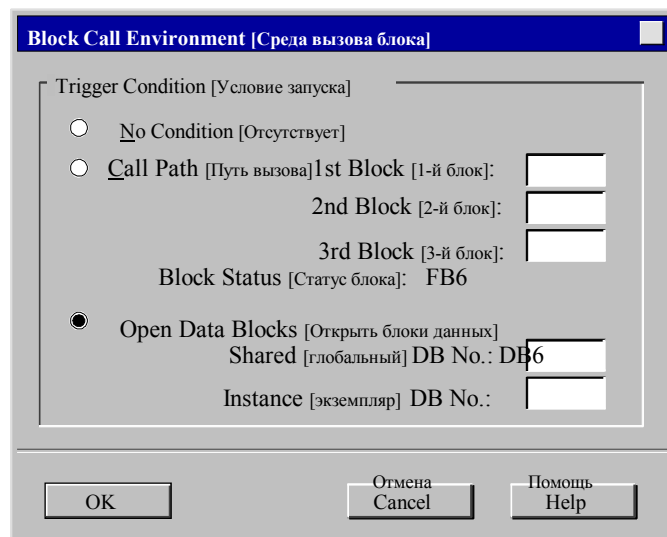 Block Call Environment [Среда вызова блока]
Trigger Condition [Условие запуска]
No Condition [Отсутствует]
Call Path [Путь вызова]1st Block [1-й блок]:
2nd Block [2-й блок]:
3rd Block [3-й блок]:
Block Status [Статус блока]: FB6
Open Data Blocks [Открыть блоки данных]
Shared [глобальный] DB No.: DB6
Instance [экземпляр] DB No.:
OK
Отмена
Cancel
Помощь
Help